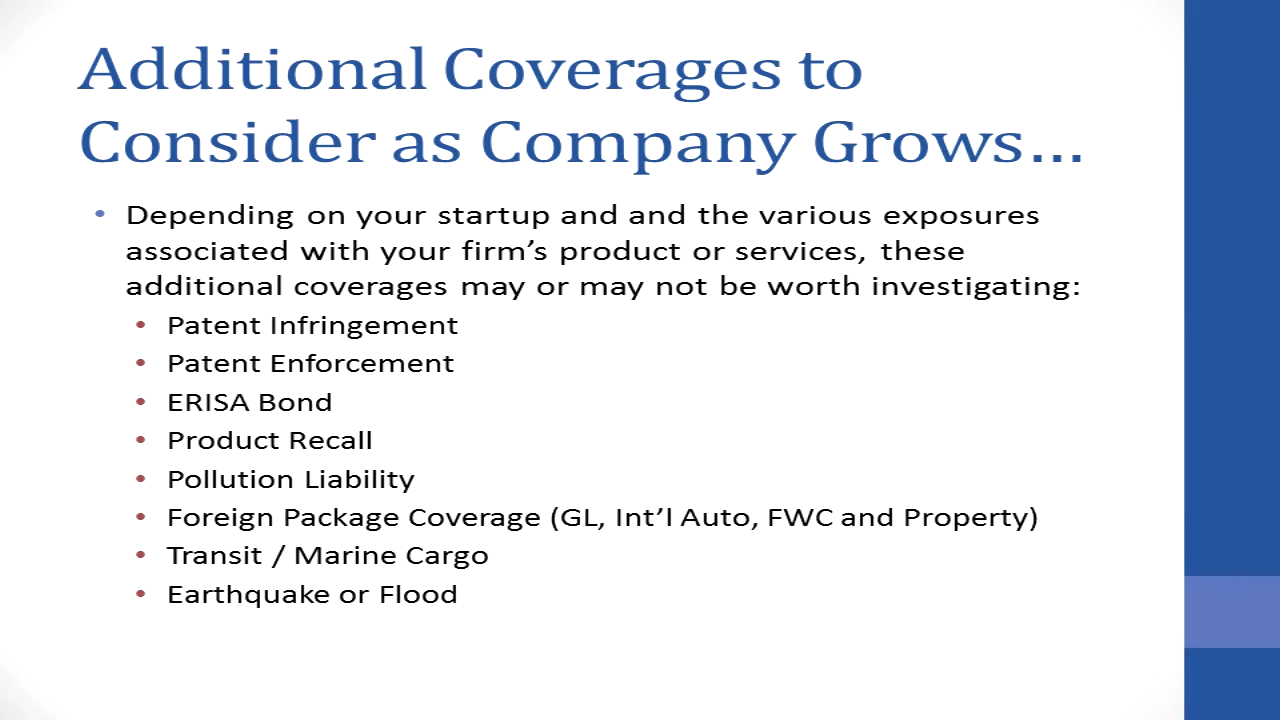 Additional Coverages to
Consider as Company Grows…
• Depending on your startup and and the various exposures
associated with your firm’s product or services, these
additional coverages may or may not be worth investigating:
• Patent Infringement
• Patent Enforcement
• ERISA Bond
• Product Recall
• Pollution Liability
• Foreign Package Coverage (GL, Int’l Auto, FWC and Property)
• Transit / Marine Cargo
• Earthquake or Flood